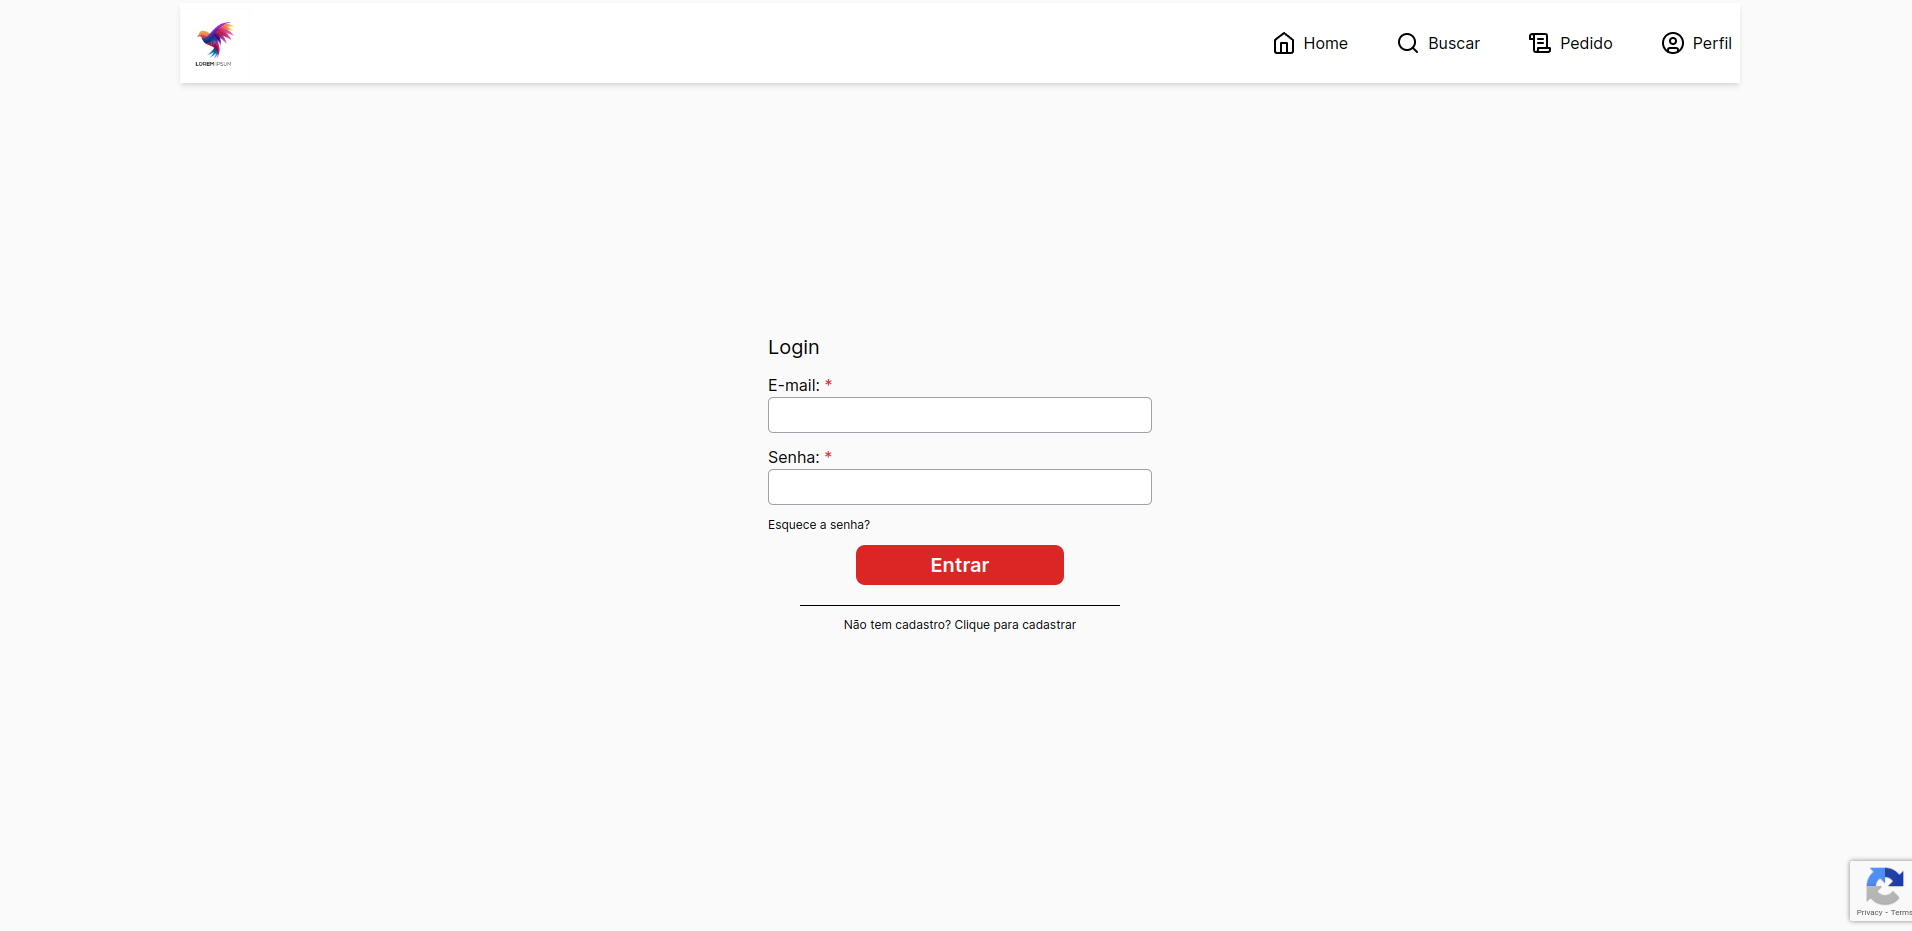 LOREM IPSUM
Home
Buscar
Pedido
Perfil
Login
E-mail: *
Senha: *
Esquece a senha?
Entrar
Não tem cadastro? Clique para cadastrar
Privacy - Terms